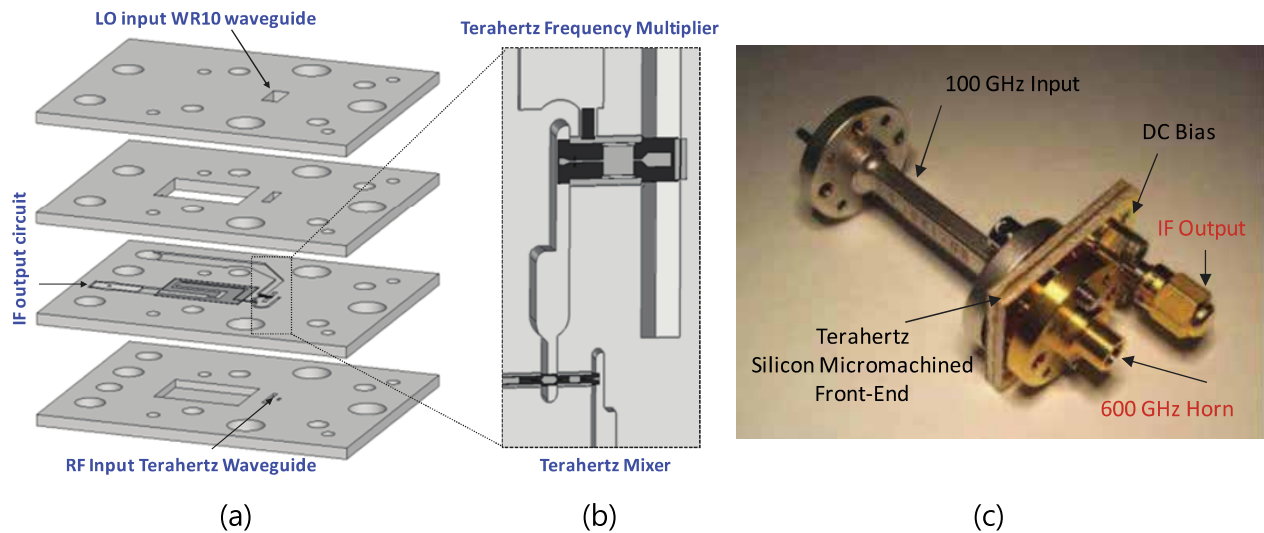 LO input WR10 waveguide
IF output circuit
RF Input Terahertz Waveguide
(a)
Terahertz Frequency Multiplier
Terahertz Mixer
(b)
100 GHz Input
DC Bias
IF Output
Terahertz
Silicon Micromachined
Front-End
600 GHz Horn
(c)